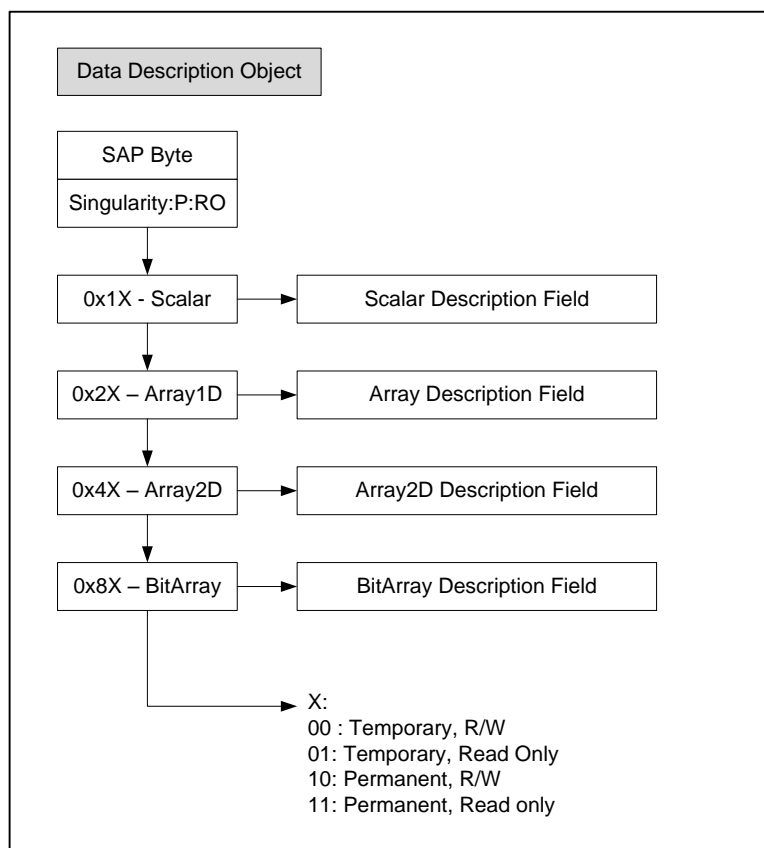 Data Description Object
SAP Byte
Singularity:P:RO
0x1X - Scalar
Scalar Description Field
0x2X – Array1D
Array Description Field
0x4X – Array2D
Array2D Description Field
0x8X – BitArray
BitArray Description Field
X:
00 : Temporary, R/W
01: Temporary, Read Only
10: Permanent, R/W
11: Permanent, Read only